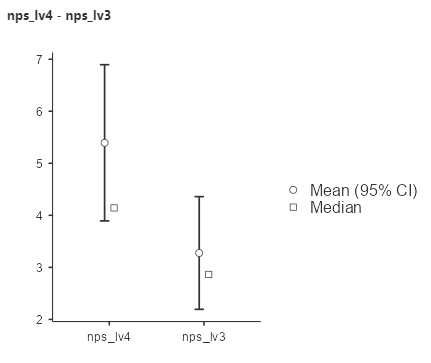 nps_lv4 - nps_lv3
7
6
5
4
3
2
nps_lv4
nps_lv3
Mean (95% CI)
Median